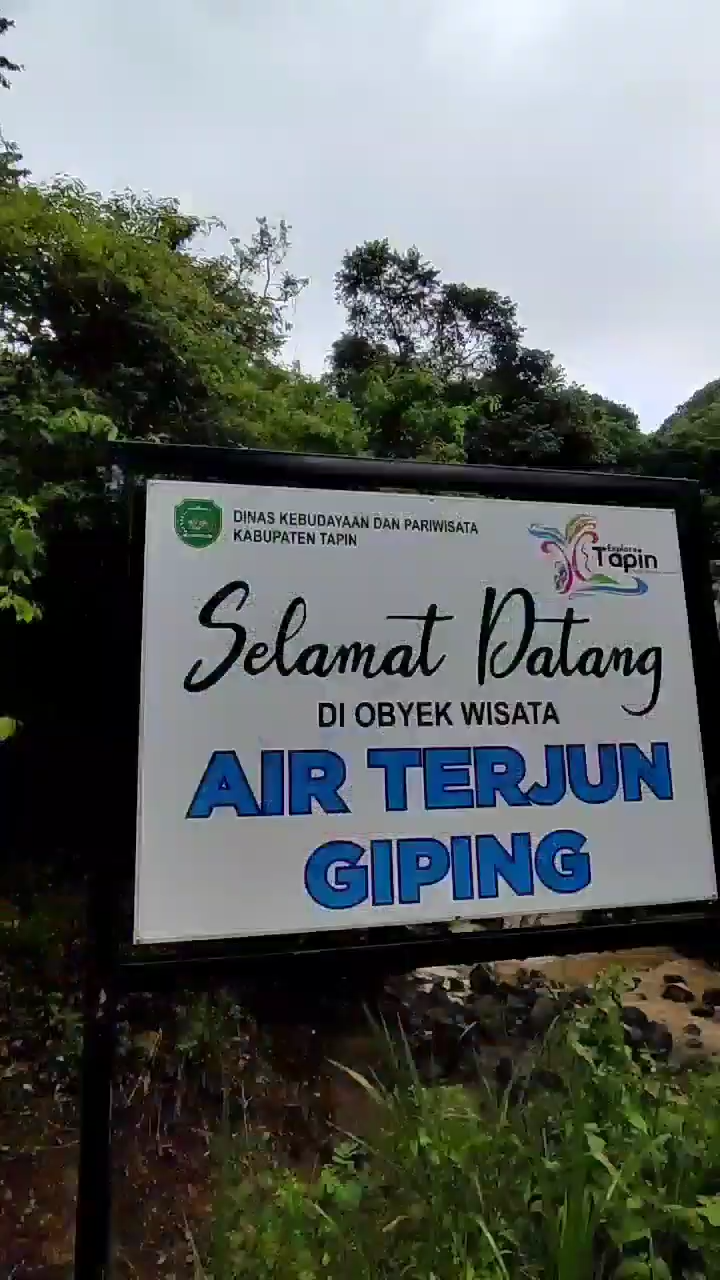 DINAS KEBUDAYAAN DAN PARIWISATA
KABUPATEN TAPIN
Explore
Tapin
Selamat Datang
DI OBYEK WISATA
AIR TERJUN
GIPING